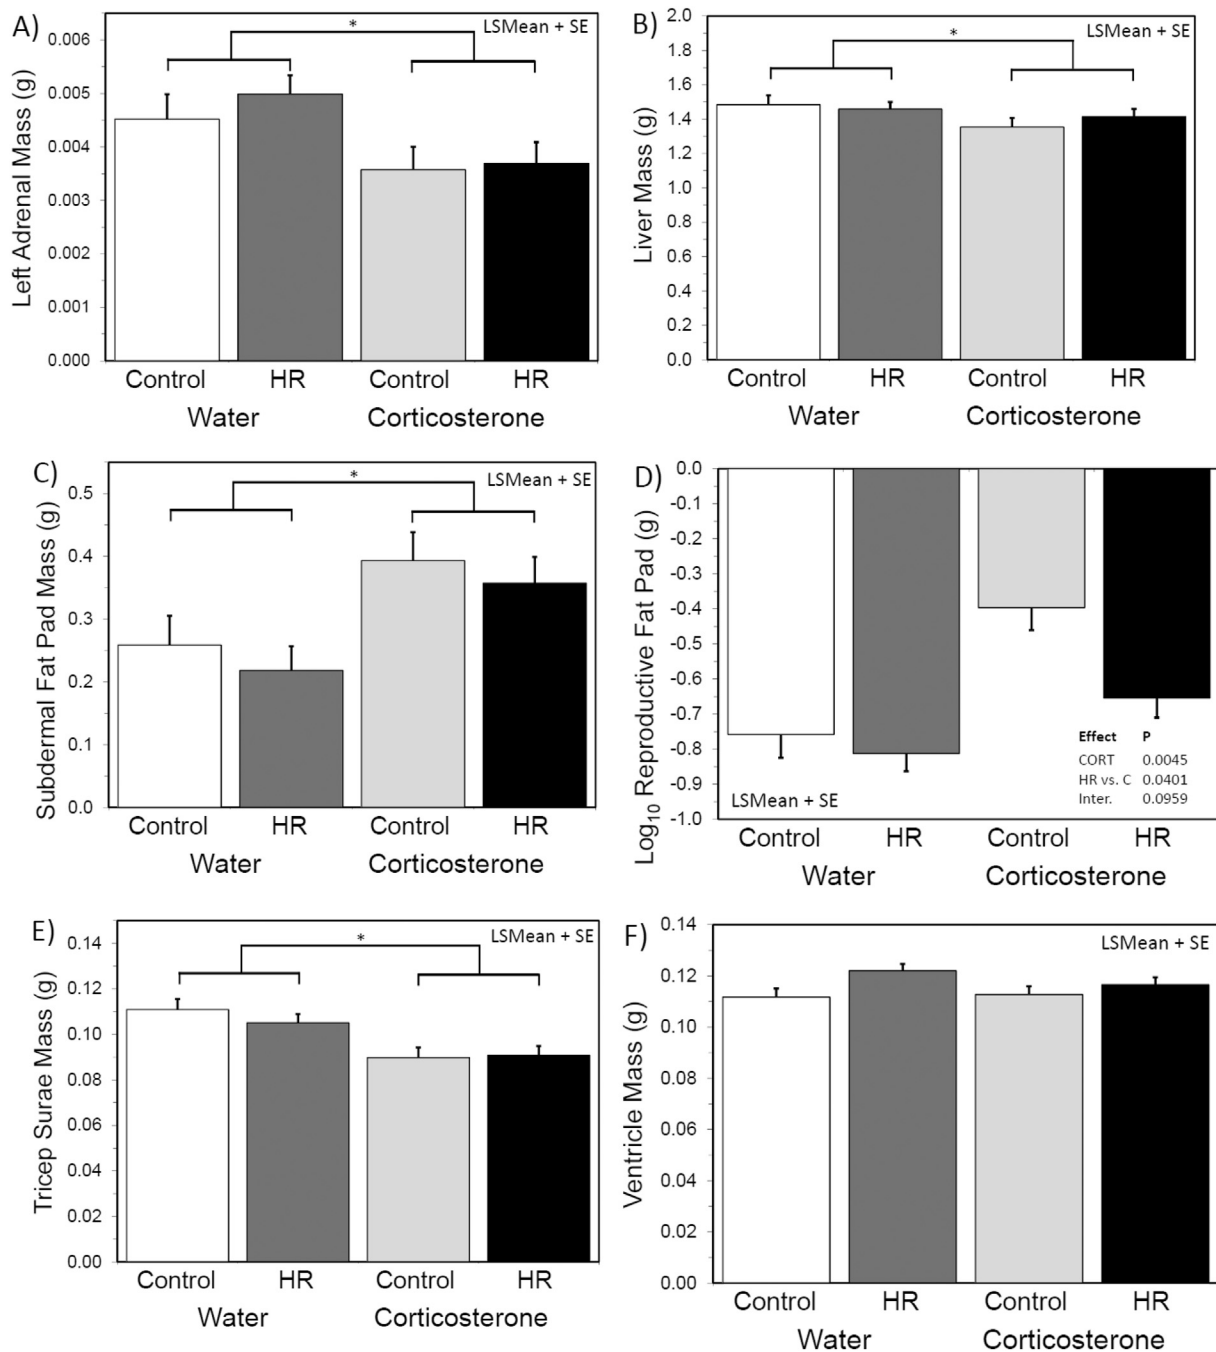 A)
LSMean + SE
*
Left Adrenal Mass (g)
0.006
0.005
0.004
0.003
0.002
0.001
0.000
Control HR Control HR
Water Corticosterone
B)
LSMean + SE
*
Liver Mass (g)
2.0
1.8
1.6
1.4
1.2
1.0
0.8
0.6
0.4
0.2
0.0
Control HR Control HR
Water Corticosterone
C)
LSMean + SE
*
Subdermal Fat Pad Mass (g)
0.5
0.4
0.3
0.2
0.1
0.0
Control HR Control HR
Water Corticosterone
D)
Log10 Reproductive Fat Pad (g)
0.0
-0.1
-0.2
-0.3
-0.4
-0.5
-0.6
-0.7
-0.8
-0.9
-1.0
Effect P
CORT 0.0045
HR vs. C 0.0401
Inter. 0.0959
LSMean + SE
Control HR Control HR
Water Corticosterone
E)
LSMean + SE
*
Tricep Surae Mass (g)
0.14
0.12
0.10
0.08
0.06
0.04
0.02
0.00
Control HR Control HR
Water Corticosterone
F)
LSMean + SE
Ventricle Mass (g)
0.14
0.12
0.10
0.08
0.06
0.04
0.02
0.00
Control HR Control HR
Water Corticosterone